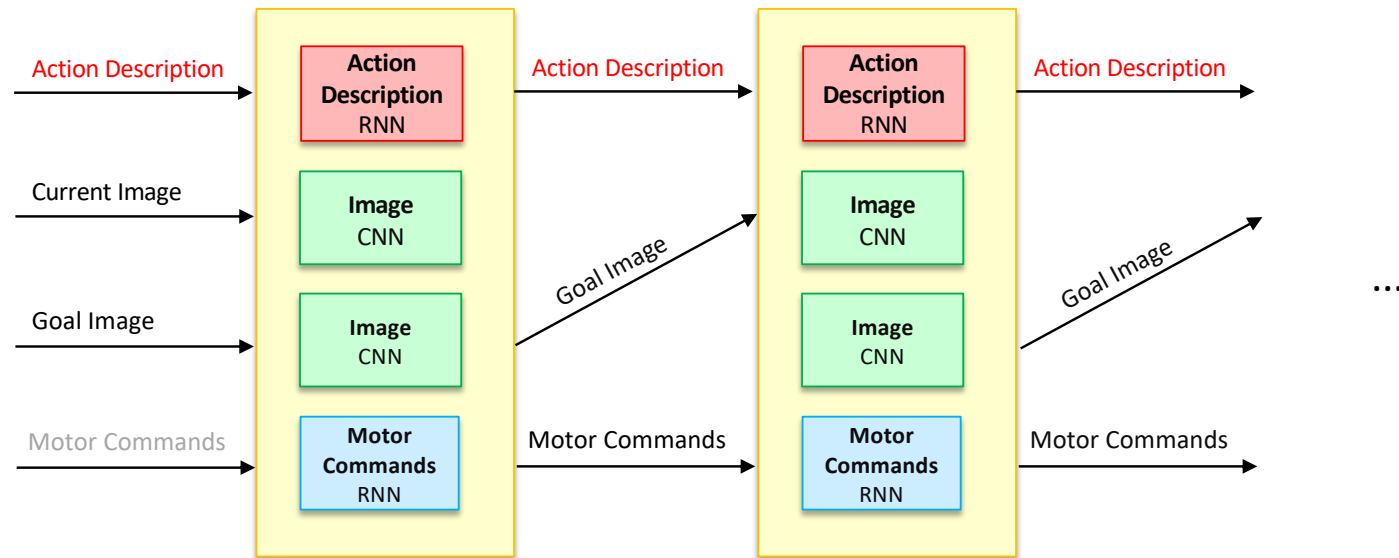 Action Description
Action
Description
RNN
Action Description
Action
Description
RNN
Action Description
Current Image
Image
CNN
Goal Image
Image
CNN
Goal Image
Goal Image
Image
CNN
Image
CNN
...
Motor Commands
Motor
Commands
RNN
Motor Commands
Motor
Commands
RNN
Motor Commands